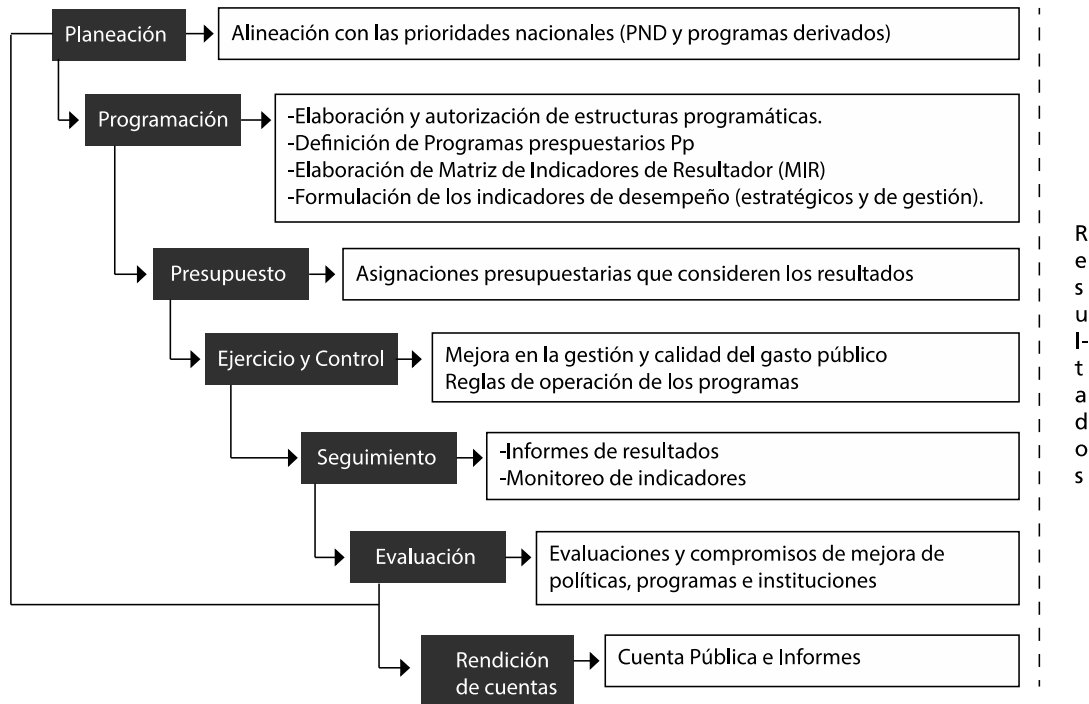 Planeación
Alineación con las prioridades nacionales (PND y programas derivados)
Programación
-Elaboración y autorización de estructuras programáticas.
-Definición de Programas prespuestarios Pp
-Elaboración de Matriz de Indicadores de Resultador (MIR)
-Formulación de los indicadores de desempeño (estratégicos y de gestión).
Presupuesto
Asignaciones presupuestarias que consideren los resultados
Ejercicio y Control
Mejora en la gestión y calidad del gasto público
Reglas de operación de los programas
Seguimiento
-Informes de resultados
-Monitoreo de indicadores
Evaluación
Evaluaciones y compromisos de mejora de
políticas, programas e instituciones
Rendición
de cuentas
Cuenta Pública e Informes
R
e
s
u
l-
t
a
d
o
s